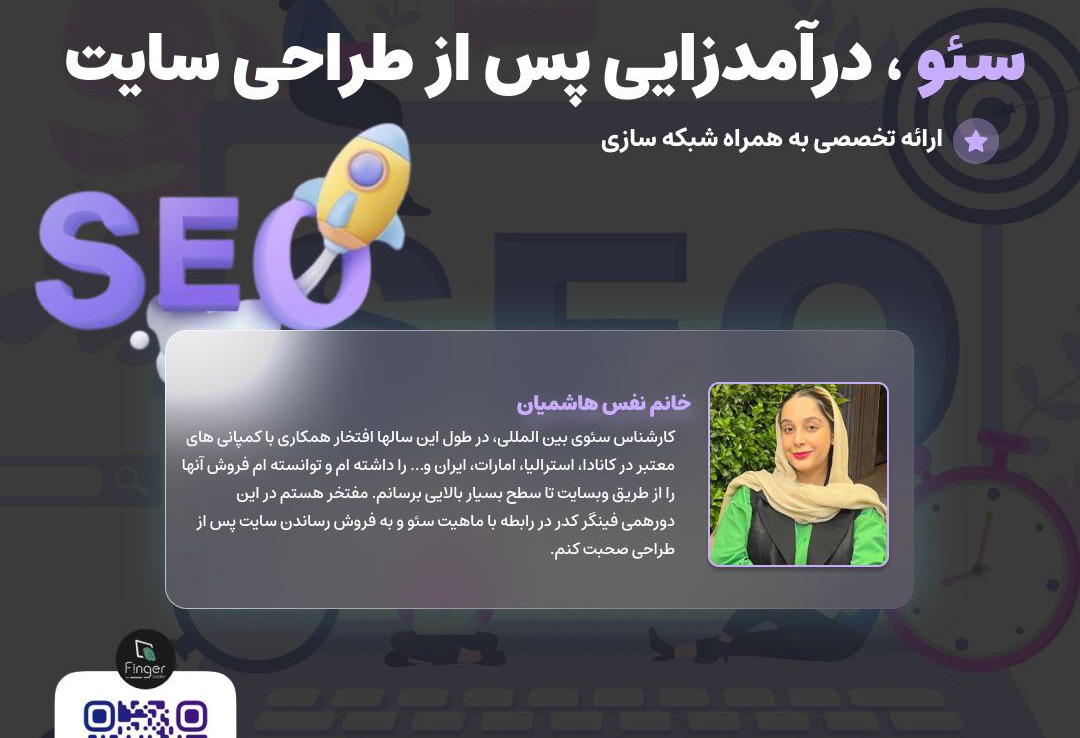 سئو ، درآمدزایی پس از طراحی سایت
ارائه تخصصی به همراه شبکه سازی
SEO
SEO
خانم نفس هاشمیان
کارشناس سئوی بین المللی، در طول این سالها افتخار همکاری با کمپانی های
معتبر در کانادا، استرالیا، امارات، ایران و... را داشته ام و توانسته ام فروش آنها
را از طریق وبسایت تا سطح بسیار بالایی برسانم. مفتخر هستم در این
دورهمی فینگر کدر در رابطه با ماهیت سئو و به فروش رساندن سایت پس از
طراحی صحبت کنم.
Finger
coder